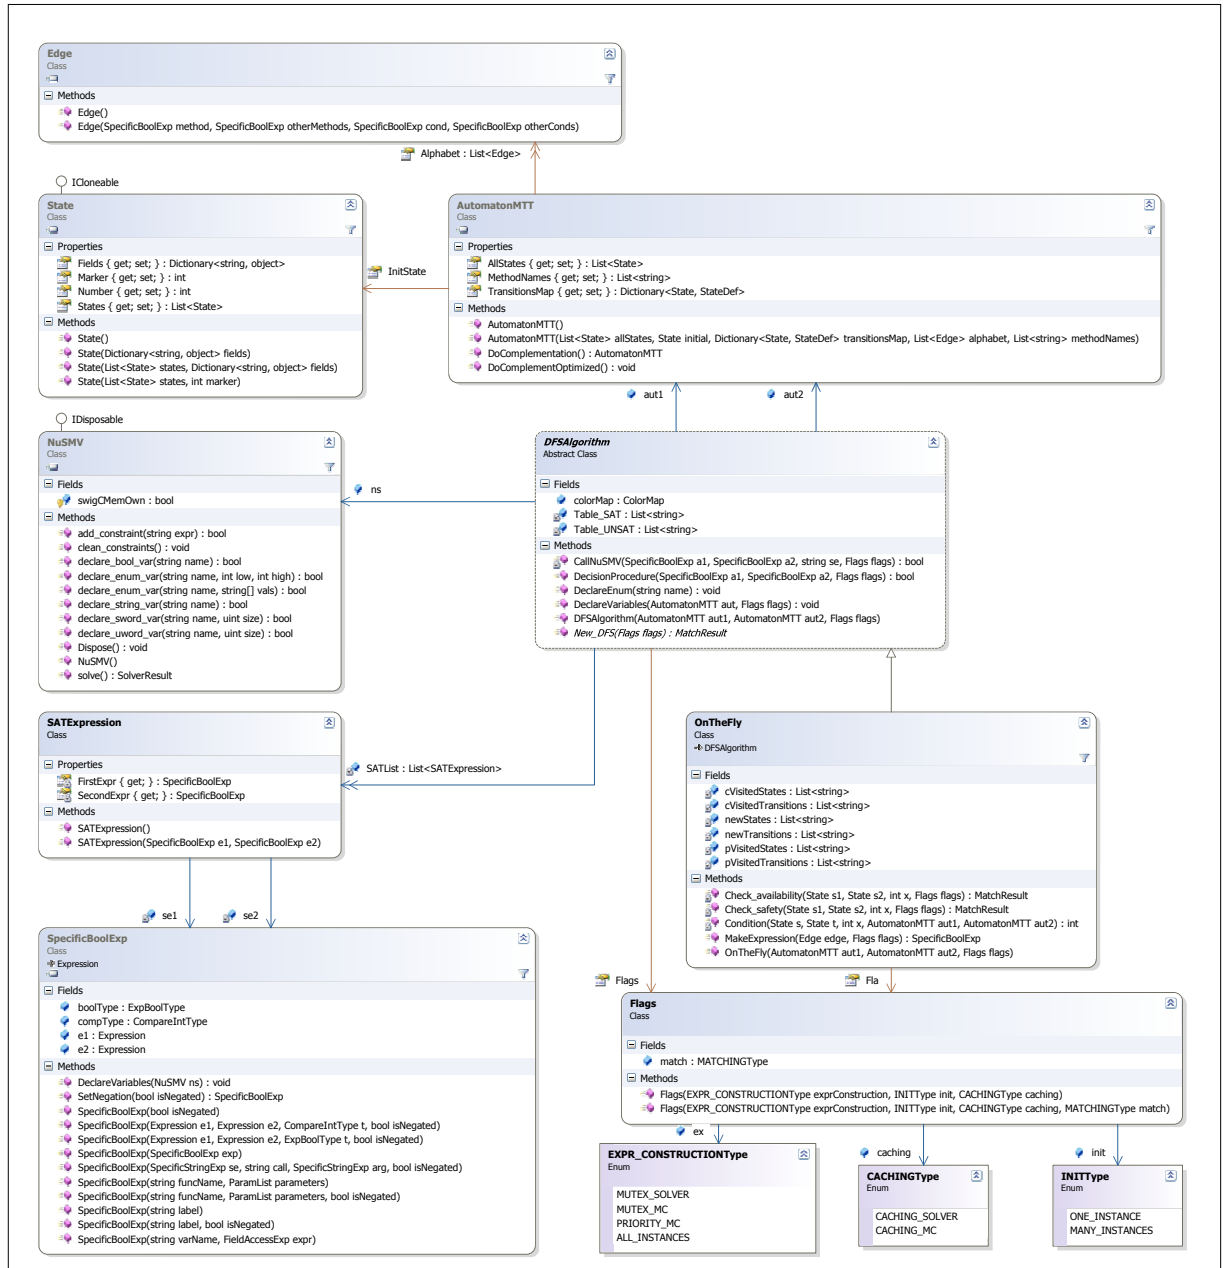 Edge
Class
Methods
Edge()
Edge(SpecificBoolExp method, SpecificBoolExp otherMethods, SpecificBoolExp cond, SpecificBoolExp otherConds)
Alphabet : List<Edge>
ICloneable
State
Class
Properties
Fields { get; set; } : Dictionary<string, object>
Marker { get; set; } : int
Number { get; set; } : int
States { get; set; } : List<State>
Methods
State()
State(Dictionary<string, object> fields)
State(List<State> states, Dictionary<string, object> fields)
State(List<State> states, int marker)
InitState
AutomatonMTT
Class
Properties
AllStates { get; set; } : List<State>
MethodNames { get; set; } : List<string>
TransitionsMap { get; set; } : Dictionary<State, StateDef>
Methods
AutomatonMTT()
AutomatonMTT(List<State> allStates, State initial, Dictionary<State, StateDef> transitionsMap, List<Edge> alphabet, List<string> methodNames)
DoComplementation() : AutomatonMTT
DoComplementOptimized() : void
aut1
aut2
IDisposable
NuSMV
Class
Fields
swigCMemOwn : bool
Methods
add_constraint(string expr) : bool
clean_constraints() : void
declare_bool_var(string name) : bool
declare_enum_var(string name, int low, int high) : bool
declare_enum_var(string name, string[] vals) : bool
declare_string_var(string name) : bool
declare_sword_var(string name, uint size) : bool
declare_uword_var(string name, uint size) : bool
Dispose() : void
NuSMV()
solve() : SolverResult
ns
DFSAlgorithm
Abstract Class
Fields
colorMap : ColorMap
Table_SAT : List<string>
Table_UNSAT : List<string>
Methods
CallNuSMV(SpecificBoolExp a1, SpecificBoolExp a2, string se, Flags flags) : bool
DecisionProcedure(SpecificBoolExp a1, SpecificBoolExp a2, Flags flags) : bool
DeclareEnum(string name) : void
DeclareVariables(AutomatonMTT aut, Flags flags) : void
DFSAlgorithm(AutomatonMTT aut1, AutomatonMTT aut2, Flags flags)
New_DFS(Flags flags) : MatchResult
SATExpression
Class
Properties
FirstExpr { get; } : SpecificBoolExp
SecondExpr { get; } : SpecificBoolExp
Methods
SATExpression()
SATExpression(SpecificBoolExp e1, SpecificBoolExp e2)
SATList : List<SATExpression>
OnTheFly
Class
DFSAlgorithm
Fields
cVisitedStates : List<string>
cVisitedTransitions : List<string>
newStates : List<string>
newTransitions : List<string>
pVisitedStates : List<string>
pVisitedTransitions : List<string>
Methods
Check_availability(State s1, State s2, int x, Flags flags) : MatchResult
Check_safety(State s1, State s2, int x, Flags flags) : MatchResult
Condition(State s, State t, int x, AutomatonMTT aut1, AutomatonMTT aut2) : int
MakeExpression(Edge edge, Flags flags) : SpecificBoolExp
OnTheFly(AutomatonMTT aut1, AutomatonMTT aut2, Flags flags)
se1
se2
SpecificBoolExp
Class
Expression
Fields
boolType : ExpBoolType
compType : CompareIntType
e1 : Expression
e2 : Expression
Methods
DeclareVariables(NuSMV ns) : void
SetNegation(bool isNegated) : SpecificBoolExp
SpecificBoolExp(bool isNegated)
SpecificBoolExp(Expression e1, Expression e2, CompareIntType t, bool isNegated)
SpecificBoolExp(Expression e1, Expression e2, ExpBoolType t, bool isNegated)
SpecificBoolExp(SpecificBoolExp exp)
SpecificBoolExp(SpecificStringExp se, string call, SpecificStringExp arg, bool isNegated)
SpecificBoolExp(string funcName, ParamList parameters)
SpecificBoolExp(string funcName, ParamList parameters, bool isNegated)
SpecificBoolExp(string label)
SpecificBoolExp(string label, bool isNegated)
SpecificBoolExp(string varName, FieldAccessExp expr)
Flags
Fla
Flags
Class
Fields
match : MATCHINGType
Methods
Flags(EXPR_CONSTRUCTIONType exprConstruction, INITType init, CACHINGType caching)
Flags(EXPR_CONSTRUCTIONType exprConstruction, INITType init, CACHINGType caching, MATCHINGType match)
ex
caching
init
EXPR_CONSTRUCTIONType
Enum
MUTEX_SOLVER
MUTEX_MC
PRIORITY_MC
ALL_INSTANCES
CACHINGType
Enum
CACHING_SOLVER
CACHING_MC
INITType
Enum
ONE_INSTANCE
MANY_INSTANCES